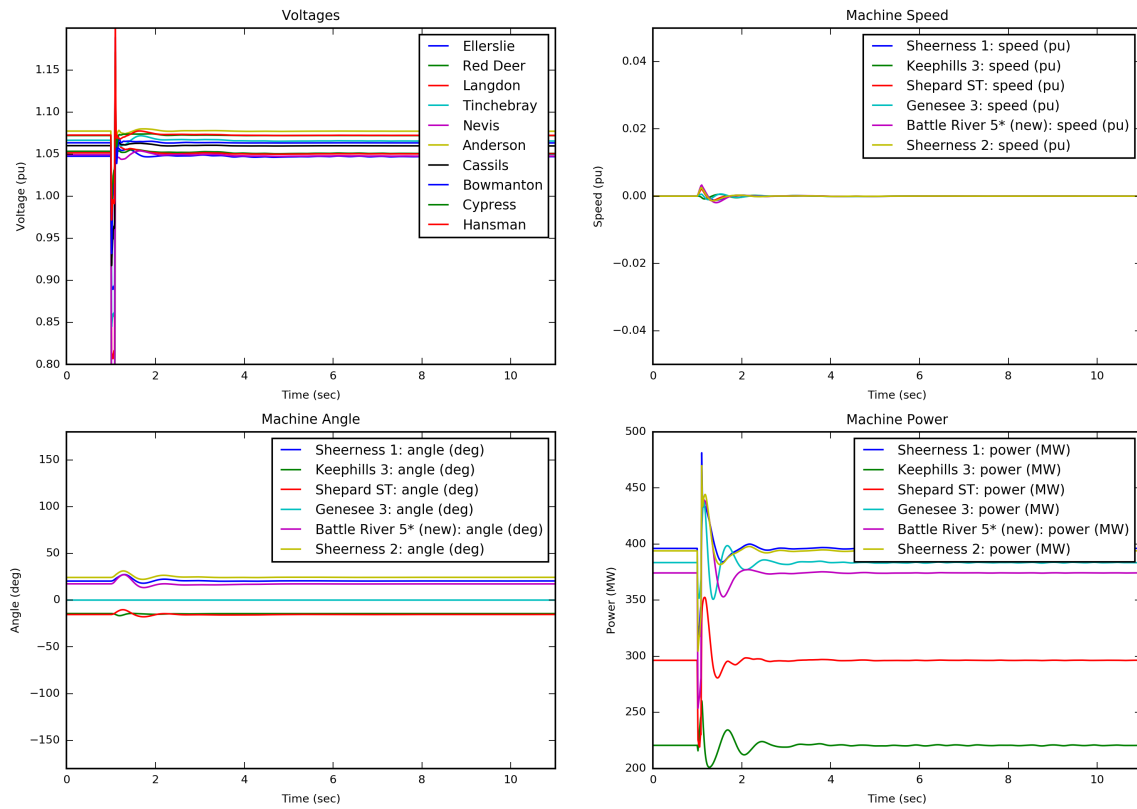 Voltages
1.15
1.10
1.05
1.00
0.95
0.90
0.85
0.80
Voltage (pu)
0 2 4 6 8 10
Time (sec)
Ellerslie
Red Deer
Langdon
Tinchebray
Nevis
Anderson
Cassils
Bowmanton
Cypress
Hansman
Machine Speed
0.04
0.02
0.00
−0.02
−0.04
Speed (pu)
0 2 4 6 8 10
Time (sec)
Sheerness 1: speed (pu)
Keephills 3: speed (pu)
Shepard ST: speed (pu)
Genesee 3: speed (pu)
Battle River 5* (new): speed (pu)
Sheerness 2: speed (pu)
Machine Angle
150
100
50
0
−50
−100
−150
Angle (deg)
0 2 4 6 8 10
Time (sec)
Sheerness 1: angle (deg)
Keephills 3: angle (deg)
Shepard ST: angle (deg)
Genesee 3: angle (deg)
Battle River 5* (new): angle (deg)
Sheerness 2: angle (deg)
Machine Power
500
450
400
350
300
250
200
Power (MW)
0 2 4 6 8 10
Time (sec)
Sheerness 1: power (MW)
Keephills 3: power (MW)
Shepard ST: power (MW)
Genesee 3: power (MW)
Battle River 5* (new): power (MW)
Sheerness 2: power (MW)